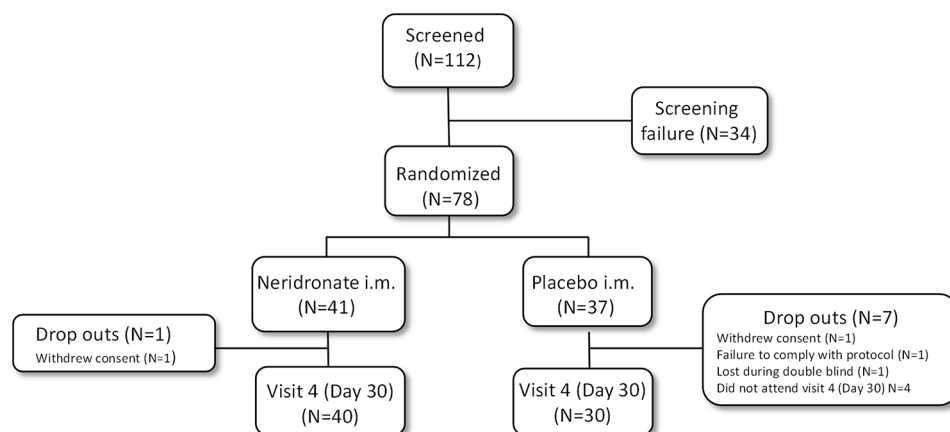 Screened
(N=112)
Screening
failure (N=34)
Randomized
(N=78)
Neridronate i.m.
(N=41)
Placebo i.m.
(N=37)
Drop outs (N=1)
Withdrew consent (N=1)
Drop outs (N=7)
Withdrew consent (N=1)
Failure to comply with protocol (N=1)
Lost during double blind (N=1)
Did not attend visit 4 (Day 30) N=4
Visit 4 (Day 30)
(N=40)
Visit 4 (Day 30)
(N=30)